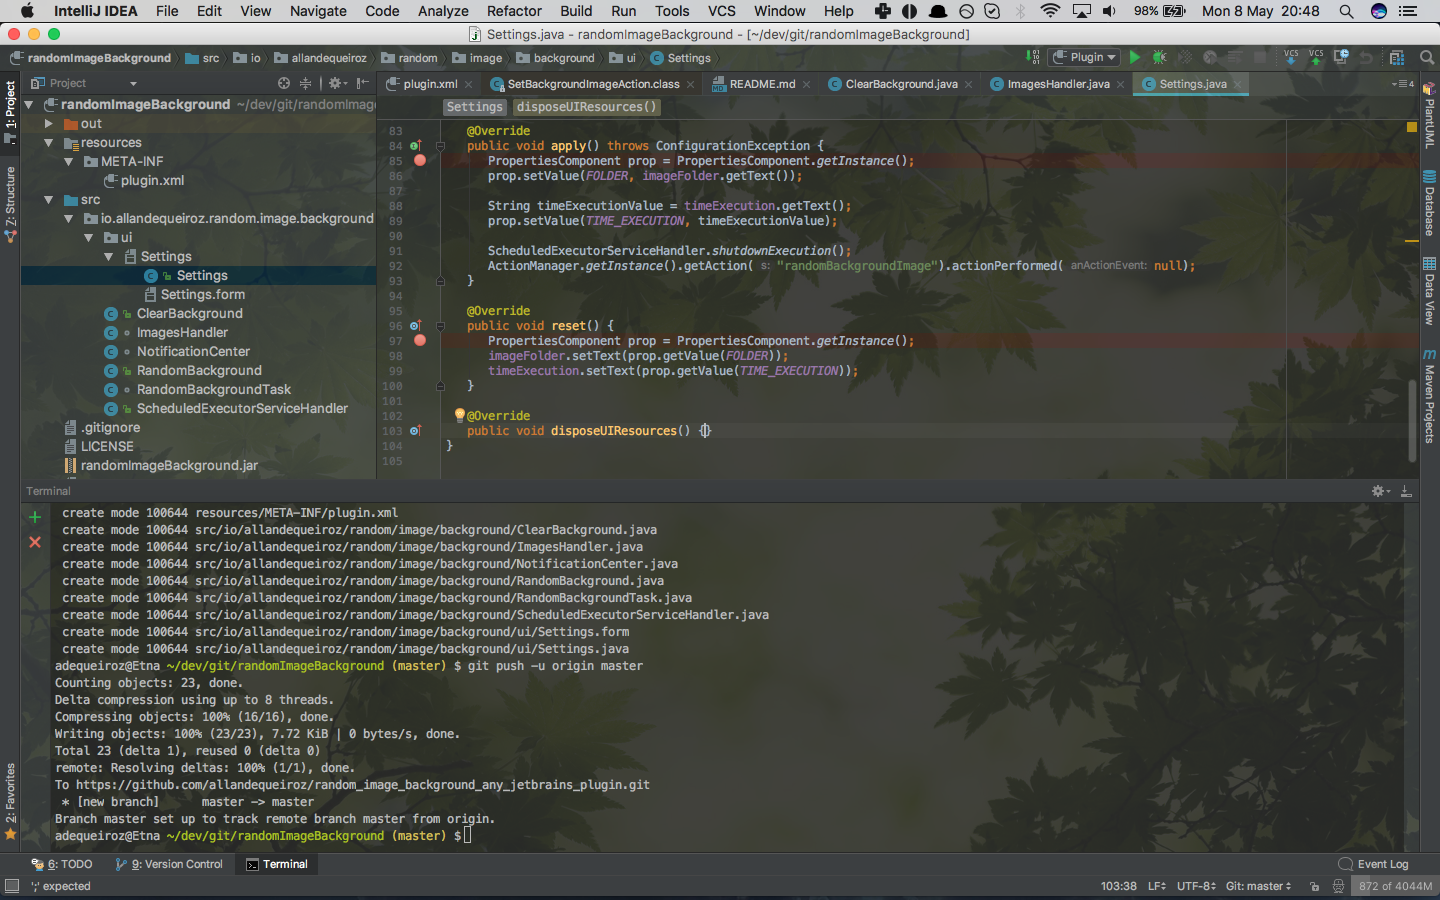 IntelliJ IDEA File Edit View Navigate Code Analyze Refactor Build Run Tools VCS Window Help 98% Mon 8 May 20:48
Settings.java - randomImageBackground - [~/dev/git/randomImageBackground]
randomImageBackground src io allandequeiroz random image background ui Settings Plugin VCS VCS
Project
plugin.xml SetBackgroundImageAction.class README.md ClearBackground.java ImagesHandler.java Settings.java 4
Settings disposeUIResources()
1: Project
7: Structure
2: Favorites
randomImageBackground ~/dev/git/randomImag
out
resources
META-INF
plugin.xml
src
io.allandequeiroz.random.image.background
ui
Settings
Settings
Settings.form
ClearBackground
ImagesHandler
NotificationCenter
RandomBackground
RandomBackgroundTask
ScheduledExecutorServiceHandler
.gitignore
LICENSE
randomImageBackground.jar
83 @Override
84 public void apply() throws ConfigurationException {
85 PropertiesComponent prop = PropertiesComponent.getInstance();
86 prop.setValue(FOLDER, imageFolder.getText());
87
88 String timeExecutionValue = timeExecution.getText();
89 prop.setValue(TIME_EXECUTION, timeExecutionValue);
90
91 ScheduledExecutorServiceHandler.shutdownExecution();
92 ActionManager.getInstance().getAction( s: "randomBackgroundImage").actionPerformed( anActionEvent: null);
93 }
94
95 @Override
96 public void reset() {
97 PropertiesComponent prop = PropertiesComponent.getInstance();
98 imageFolder.setText(prop.getValue(FOLDER));
99 timeExecution.setText(prop.getValue(TIME_EXECUTION));
100 }
101
102 @Override
103 public void disposeUIResources() {}
104 }
105
PlantUML
Database
Data View
m Maven Projects
Terminal
create mode 100644 resources/META-INF/plugin.xml
create mode 100644 src/io/allandequeiroz/random/image/background/ClearBackground.java
create mode 100644 src/io/allandequeiroz/random/image/background/ImagesHandler.java
create mode 100644 src/io/allandequeiroz/random/image/background/NotificationCenter.java
create mode 100644 src/io/allandequeiroz/random/image/background/RandomBackground.java
create mode 100644 src/io/allandequeiroz/random/image/background/RandomBackgroundTask.java
create mode 100644 src/io/allandequeiroz/random/image/background/ScheduledExecutorServiceHandler.java
create mode 100644 src/io/allandequeiroz/random/image/background/ui/Settings.form
create mode 100644 src/io/allandequeiroz/random/image/background/ui/Settings.java
adequeiroz@Etna ~/dev/git/randomImageBackground (master) $ git push -u origin master
Counting objects: 23, done.
Delta compression using up to 8 threads.
Compressing objects: 100% (16/16), done.
Writing objects: 100% (23/23), 7.72 KiB | 0 bytes/s, done.
Total 23 (delta 1), reused 0 (delta 0)
remote: Resolving deltas: 100% (1/1), done.
To https://github.com/allandequeiroz/random_image_background_any_jetbrains_plugin.git
* [new branch] master -> master
Branch master set up to track remote branch master from origin.
adequeiroz@Etna ~/dev/git/randomImageBackground (master) $
6: TODO 9: Version Control Terminal Event Log
';' expected 103:38 LF UTF-8 Git: master 872 of 4044M